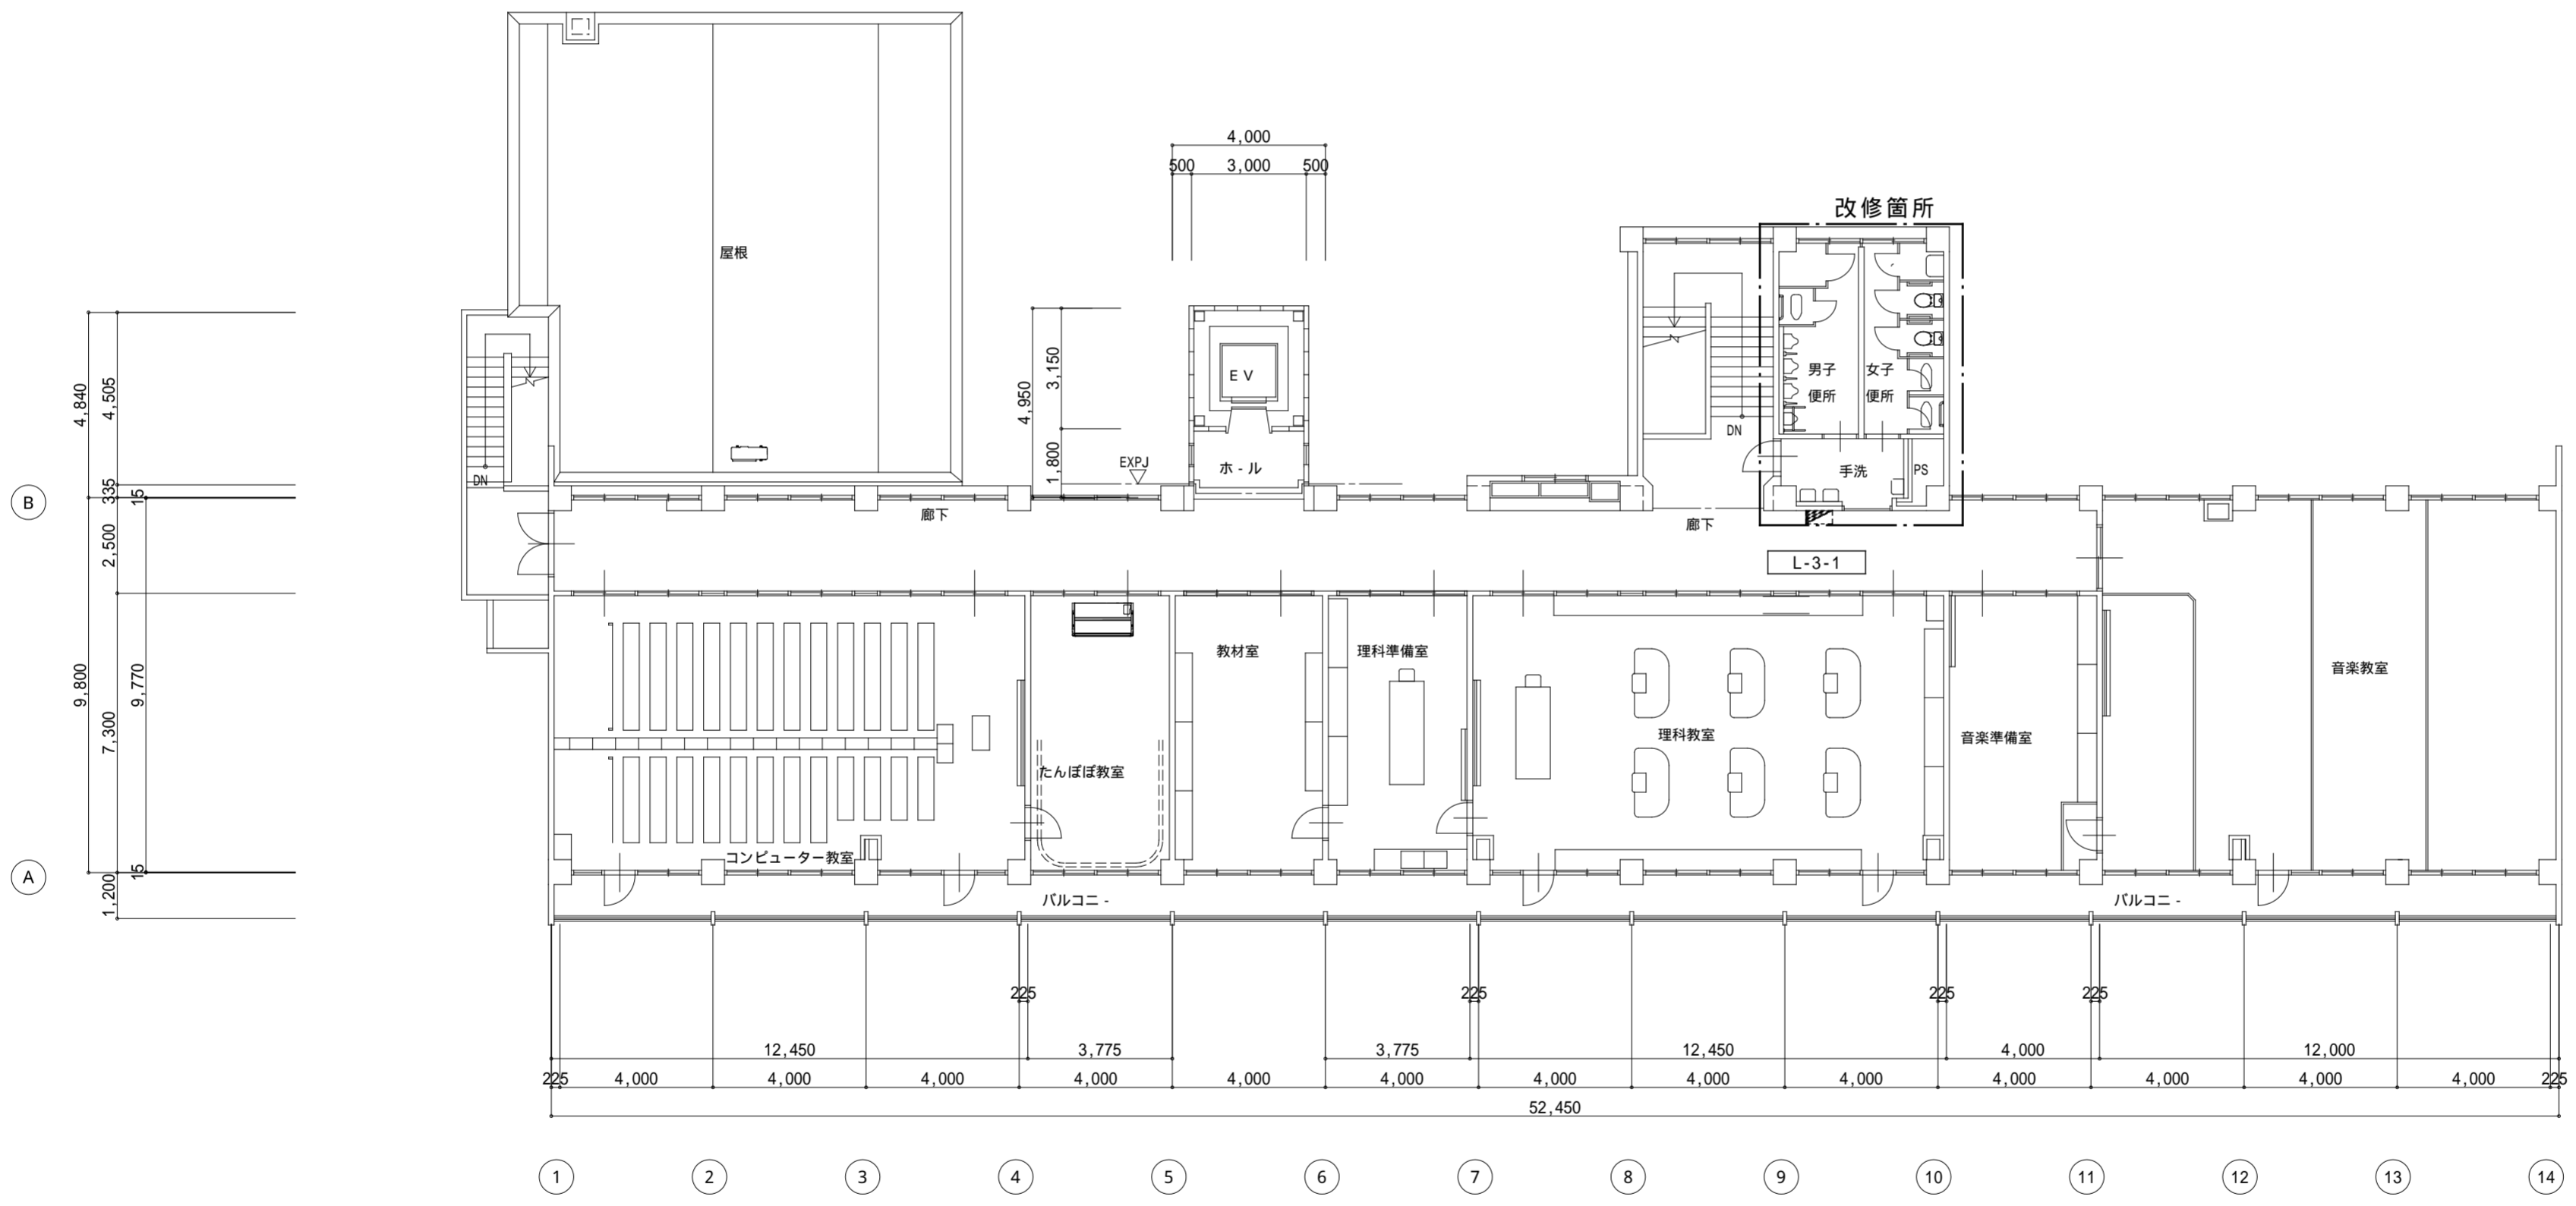 4,000
500 3,000 500
改修箇所
屋根
4,840
4,505
4,950
3,150
1,800
ＥＶ
男子
便所
女子
便所
DN
DN
EXPJ
ホ-ル
手洗
PS
B
335
15
廊下
廊下
2,500
L-3-1
9,800
9,770
7,300
教材室
理科準備室
音楽教室
理科教室
音楽準備室
たんぽぽ教室
コンピューター教室
A
15
1,200
バルコニ-
バルコニ-
225 225 225 225
12,450 3,775 3,775 12,450 4,000 12,000
225 4,000 4,000 4,000 4,000 4,000 4,000 4,000 4,000 4,000 4,000 4,000 4,000 4,000 225
52,450
1 2 3 4 5 6 7 8 9 10 11 12 13 14